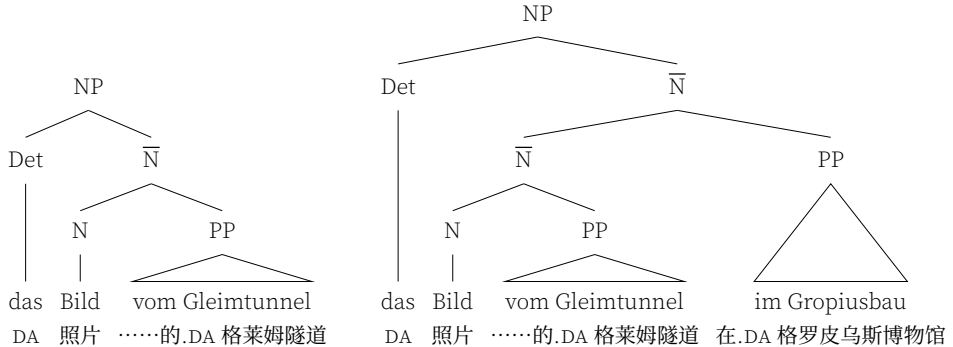 NP
Det N̅
N PP
das Bild vom Gleimtunnel
DA 照片 ……的.DA 格莱姆隧道
NP
Det N̅
N̅ PP
N PP
das Bild vom Gleimtunnel im Gropiusbau
DA 照片 ……的.DA 格莱姆隧道 在.DA 格罗皮乌斯博物馆